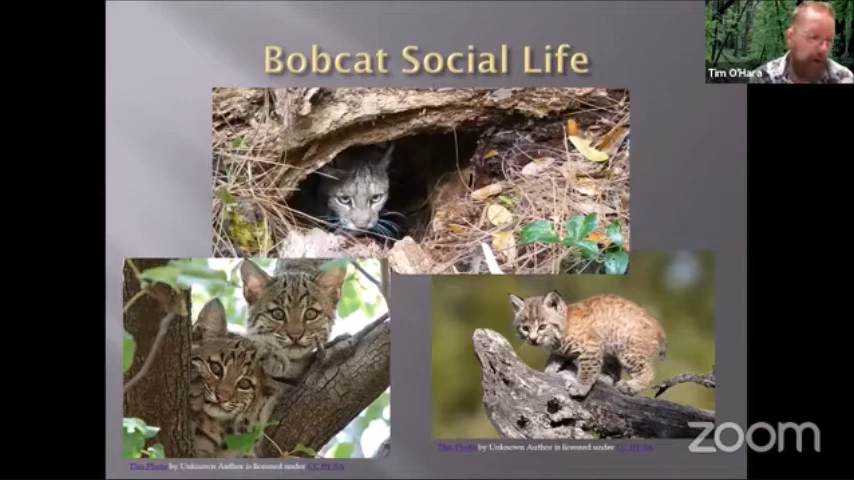 Bobcat Social Life
Tim O'Hara
This Photo by Unknown Author is licensed under CC BY-SA
This Photo by Unknown Author is licensed under CC BY-SA
zoom